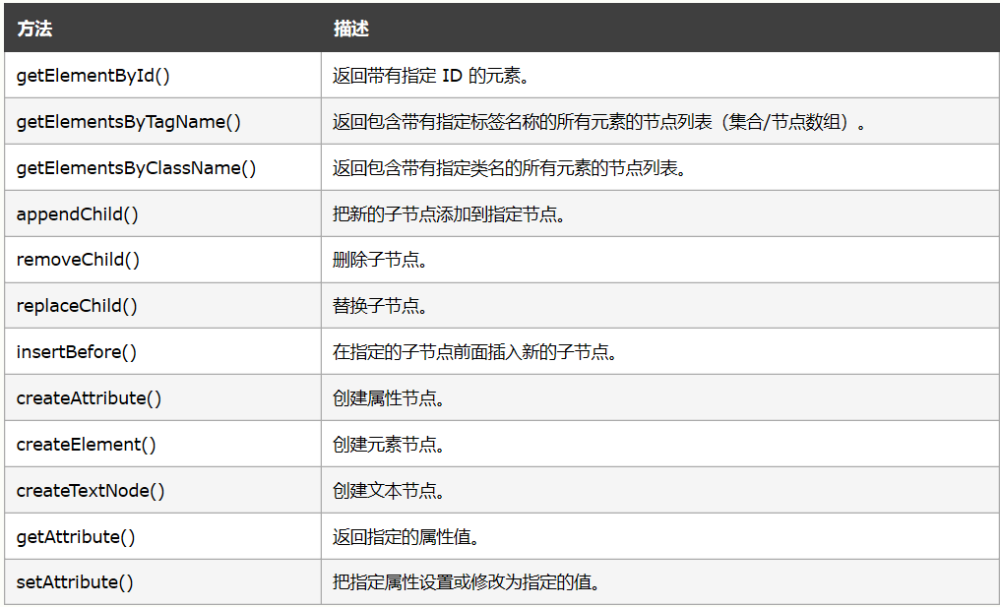 方法 描述
getElementById() 返回带有指定 ID 的元素。
getElementsByTagName() 返回包含带有指定标签名称的所有元素的节点列表（集合/节点数组）。
getElementsByClassName() 返回包含带有指定类名的所有元素的节点列表。
appendChild() 把新的子节点添加到指定节点。
removeChild() 删除子节点。
replaceChild() 替换子节点。
insertBefore() 在指定的子节点前面插入新的子节点。
createAttribute() 创建属性节点。
createElement() 创建元素节点。
createTextNode() 创建文本节点。
getAttribute() 返回指定的属性值。
setAttribute() 把指定属性设置或修改为指定的值。